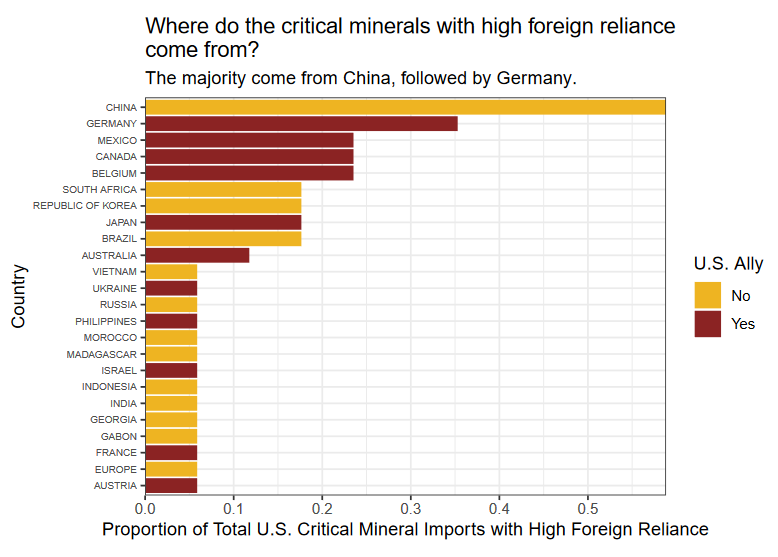 Where do the critical minerals with high foreign reliance
come from?
The majority come from China, followed by Germany.
CHINA
GERMANY
MEXICO
CANADA
BELGIUM
SOUTH AFRICA
REPUBLIC OF KOREA
JAPAN
BRAZIL
AUSTRALIA
VIETNAM
UKRAINE
RUSSIA
PHILIPPINES
MOROCCO
MADAGASCAR
ISRAEL
INDONESIA
INDIA
GEORGIA
GABON
FRANCE
EUROPE
AUSTRIA
Country
0.0 0.1 0.2 0.3 0.4 0.5
Proportion of Total U.S. Critical Mineral Imports with High Foreign Reliance
U.S. Ally
No
Yes